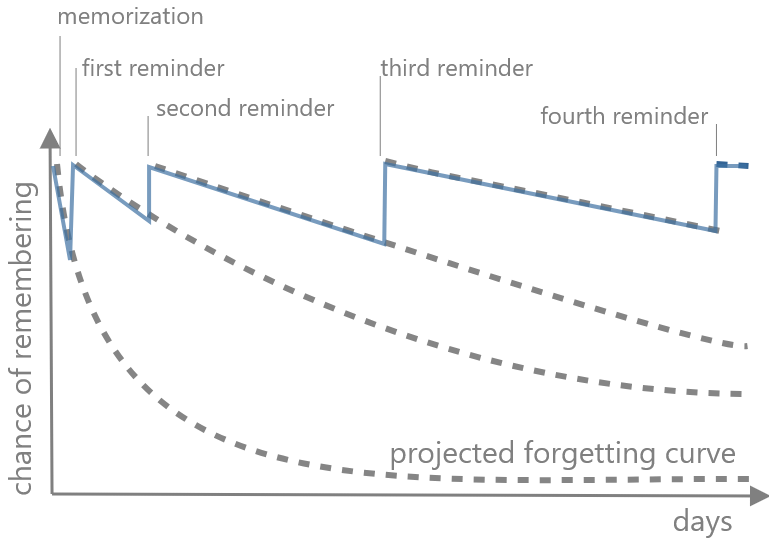 memorization
first reminder
third reminder
second reminder
fourth reminder
chance of remembering
projected forgetting curve
days